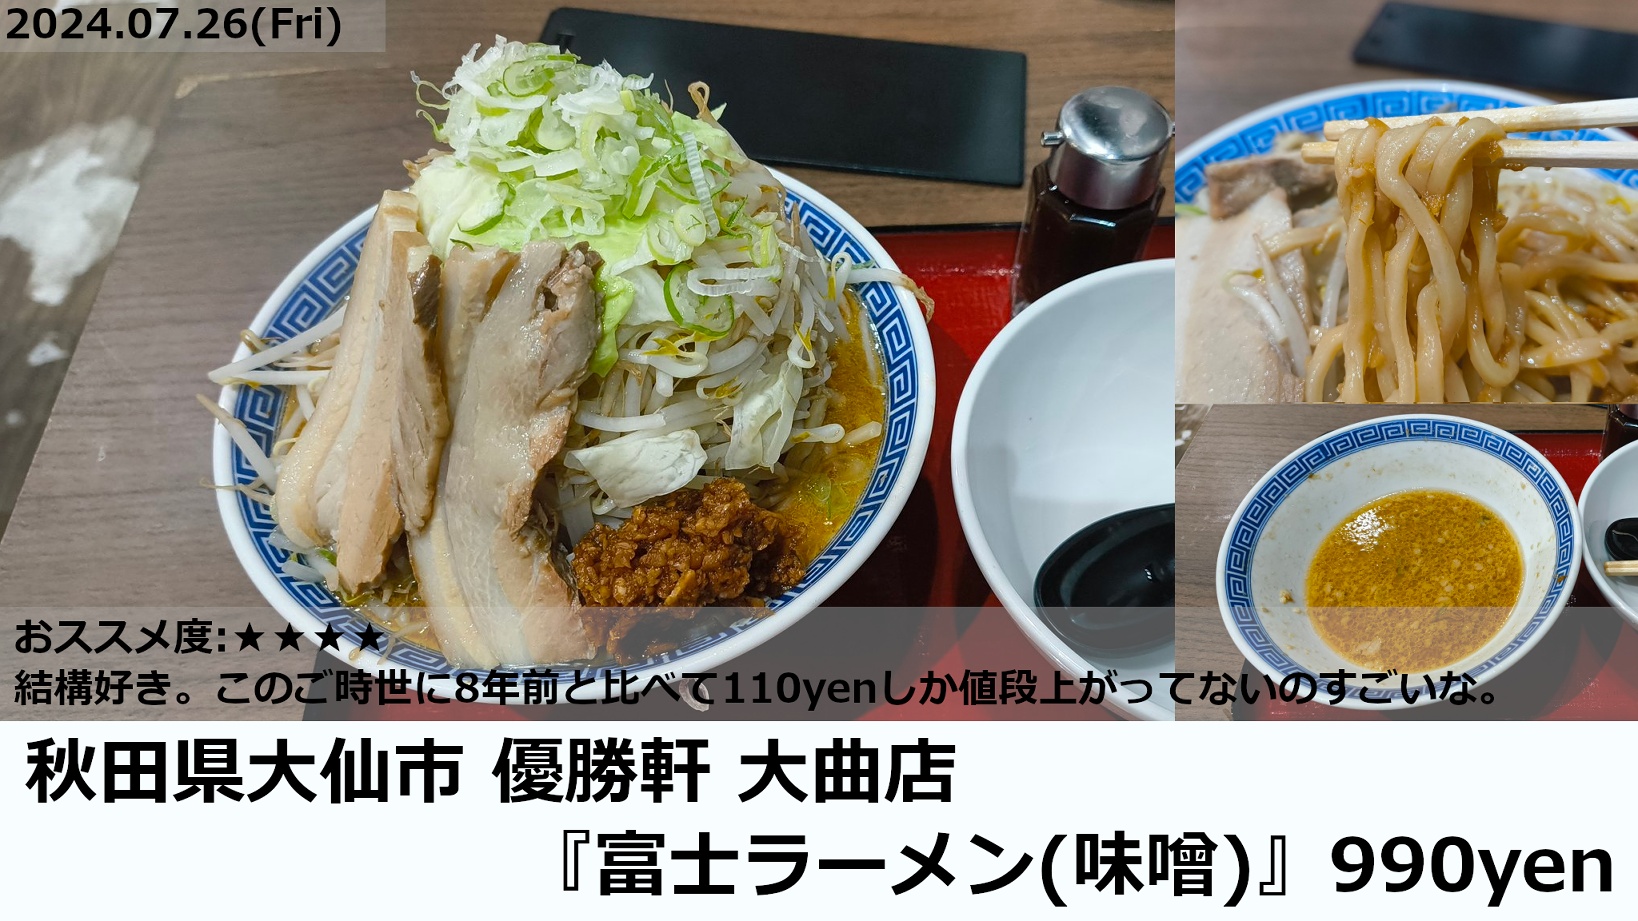 2024.07.26(Fri)
おススメ度:★★★★
結構好き。このご時世に8年前と比べて110yenしか値段上がってないのすごいな。
秋田県大仙市 優勝軒 大曲店
『富士ラーメン(味噌)』990yen